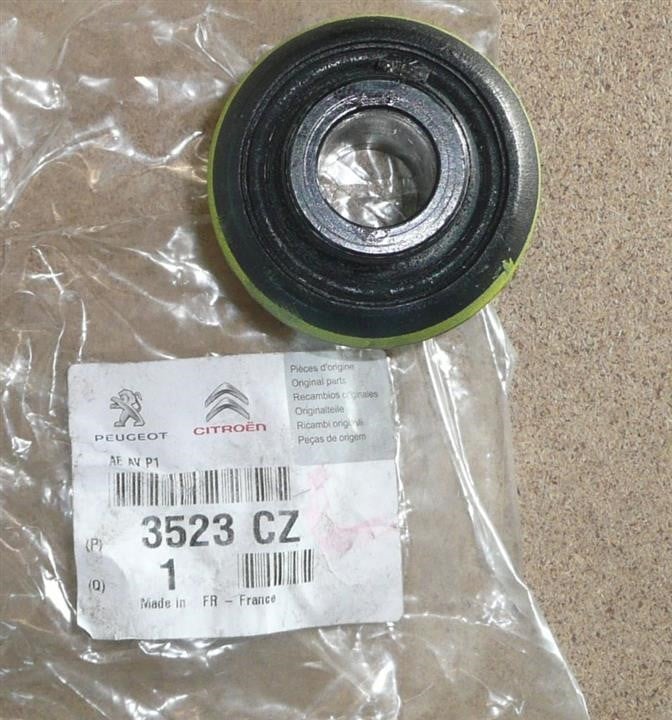 PEUGEOT
CITROËN
Pièces d'origine
Original parts
Recambios originales
Originalteile
Ricambi originali
Peças de origem
AE AV P1
(P) 3523 CZ
(Q) 1
Made in FR - France